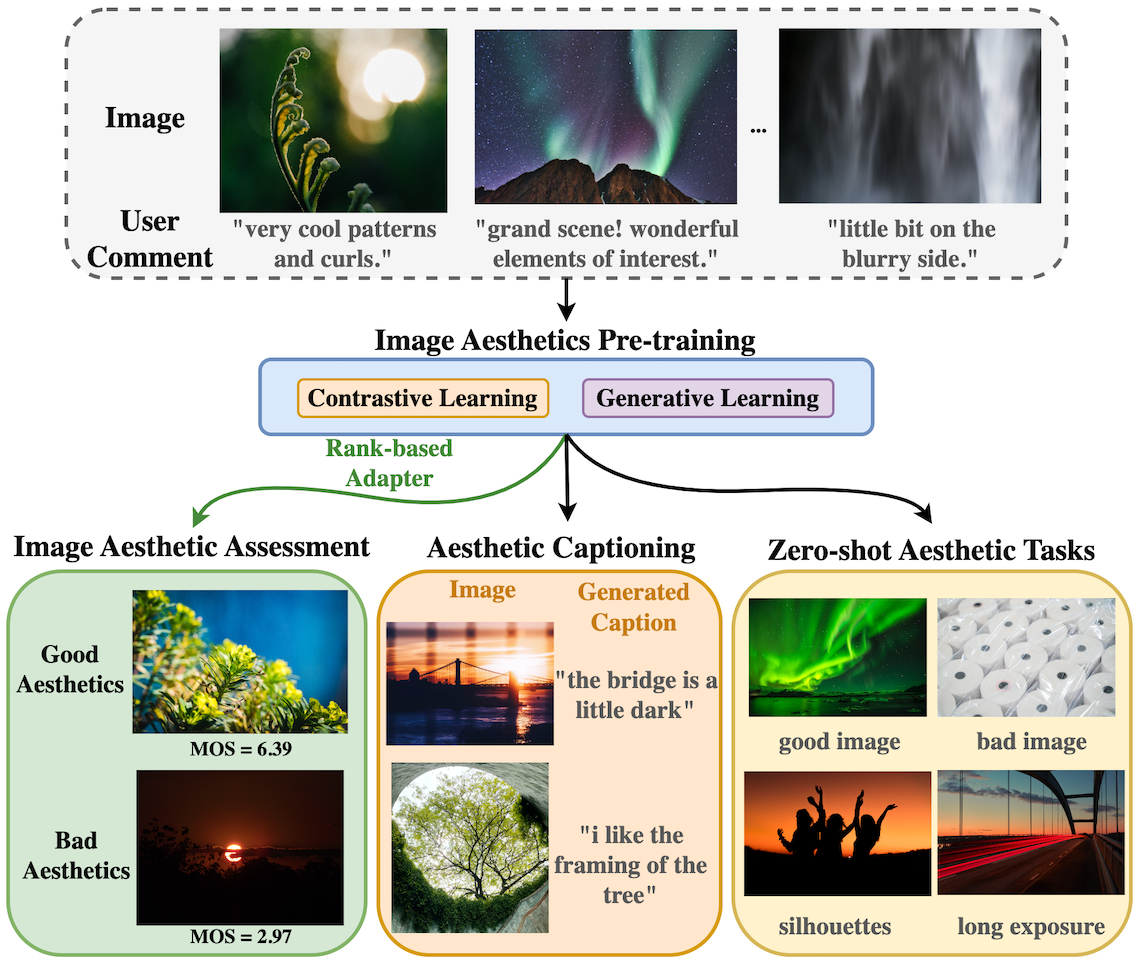 Image
User
Comment
"very cool patterns
and curls."
"grand scene! wonderful
elements of interest."
...
"little bit on the
blurry side."
Image Aesthetics Pre-training
Contrastive Learning
Generative Learning
Rank-based
Adapter
Image Aesthetic Assessment
Good
Aesthetics
MOS = 6.39
Bad
Aesthetics
MOS = 2.97
Aesthetic Captioning
Image
Generated
Caption
"the bridge is a
little dark"
"i like the
framing of the
tree"
Zero-shot Aesthetic Tasks
good image
bad image
silhouettes
long exposure